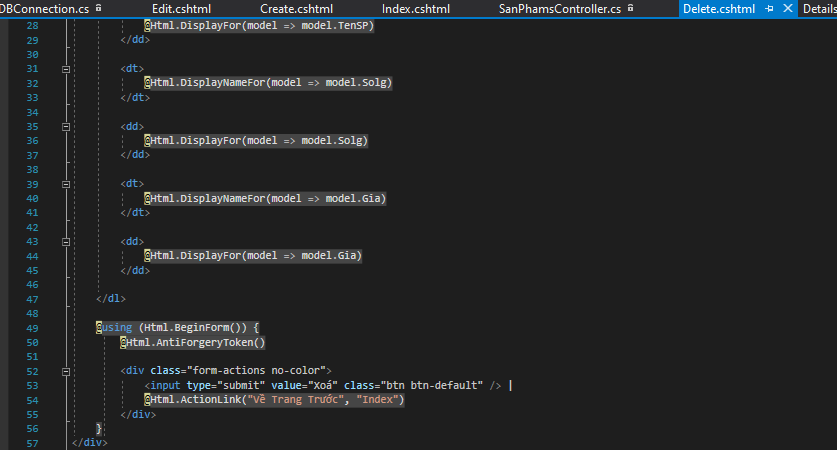 DBConnection.cs Edit.cshtml Create.cshtml Index.cshtml SanPhamsController.cs Delete.cshtml Details
28 @Html.DisplayFor(model => model.TenSP)
29 </dd>
30
31 <dt>
32 @Html.DisplayNameFor(model => model.Solg)
33 </dt>
34
35 <dd>
36 @Html.DisplayFor(model => model.Solg)
37 </dd>
38
39 <dt>
40 @Html.DisplayNameFor(model => model.Gia)
41 </dt>
42
43 <dd>
44 @Html.DisplayFor(model => model.Gia)
45 </dd>
46
47 </dl>
48
49 @using (Html.BeginForm()) {
50 @Html.AntiForgeryToken()
51
52 <div class="form-actions no-color">
53 <input type="submit" value="Xoá" class="btn btn-default" /> |
54 @Html.ActionLink("Về Trang Trước", "Index")
55 </div>
56 }
57 </div>